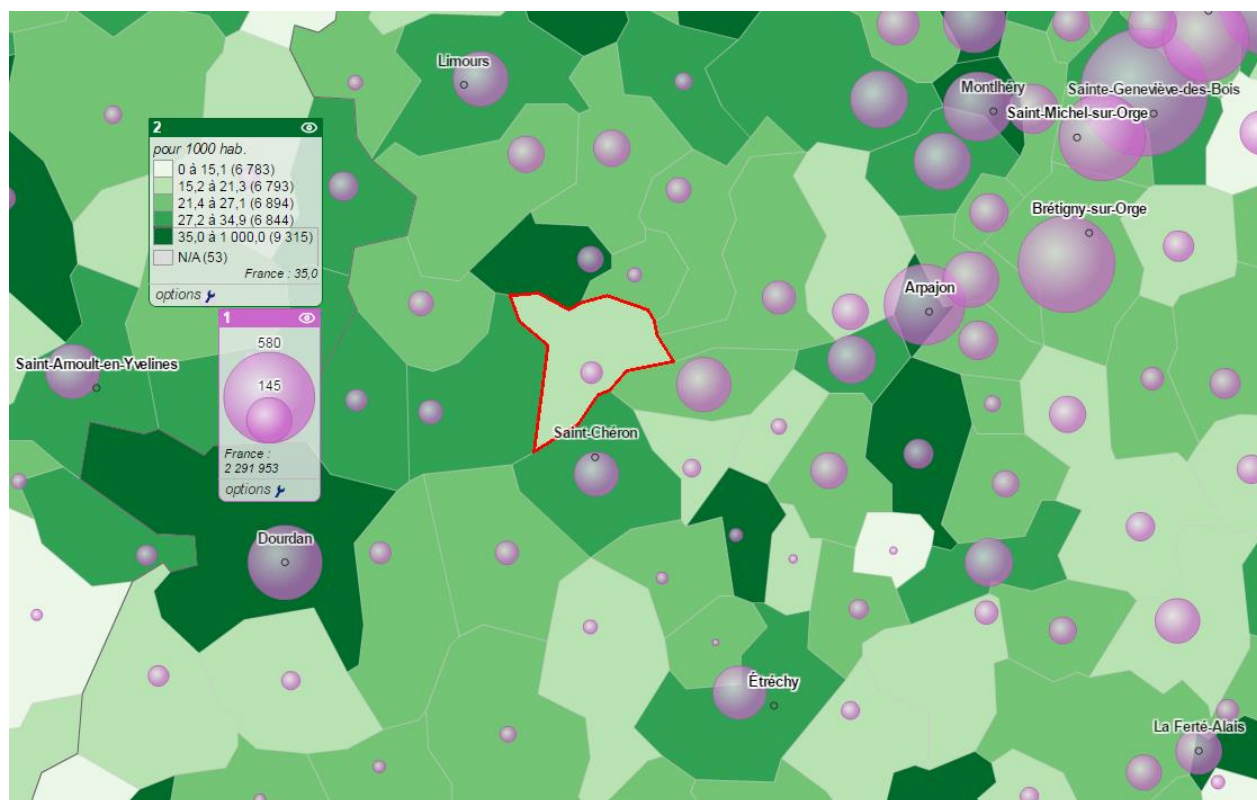 Limours
Montlhéry
Sainte-Geneviève-des-Bois
Saint-Michel-sur-Orge
2
pour 1000 hab.
0 à 15,1 (6 783)
15,2 à 21,3 (6 793)
21,4 à 27,1 (6 894)
27,2 à 34,9 (6 844)
35,0 à 1 000,0 (9 315)
N/A (53)
France : 35,0
options
Brétigny-sur-Orge
Arpajon
1
580
145
France :
2 291 953
options
Saint-Arnoult-en-Yvelines
Saint-Chéron
Dourdan
Étréchy
La Ferté-Alais